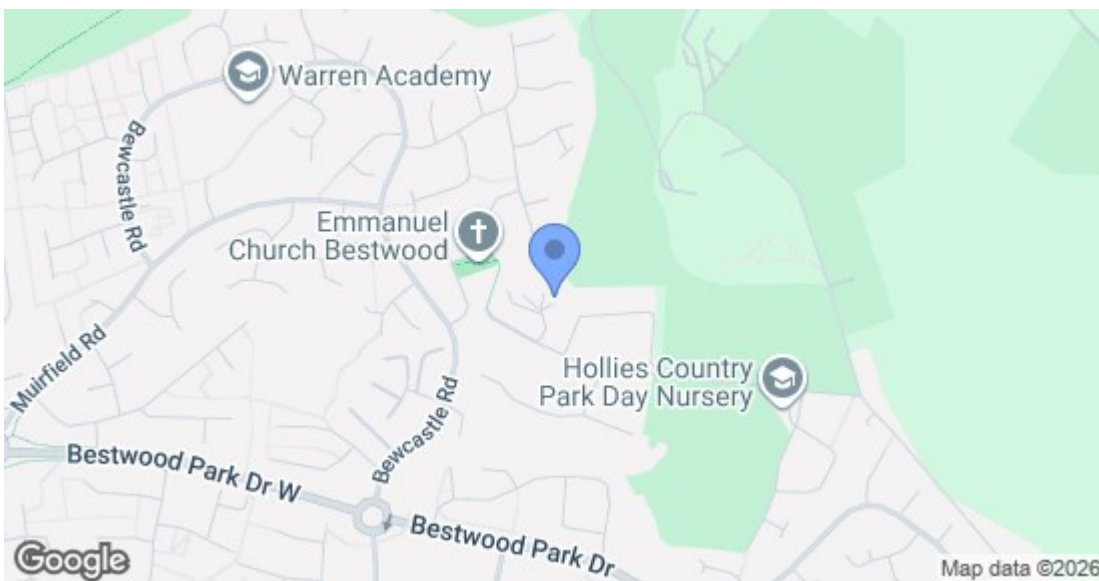 Warren Academy
Bewcastle Rd
Emmanuel
Church Bestwood
Muirfield Rd
Hollies Country
Park Day Nursery
Bewcastle Rd
Bestwood Park Dr W
Bestwood Park Dr
Google
Map data ©2026